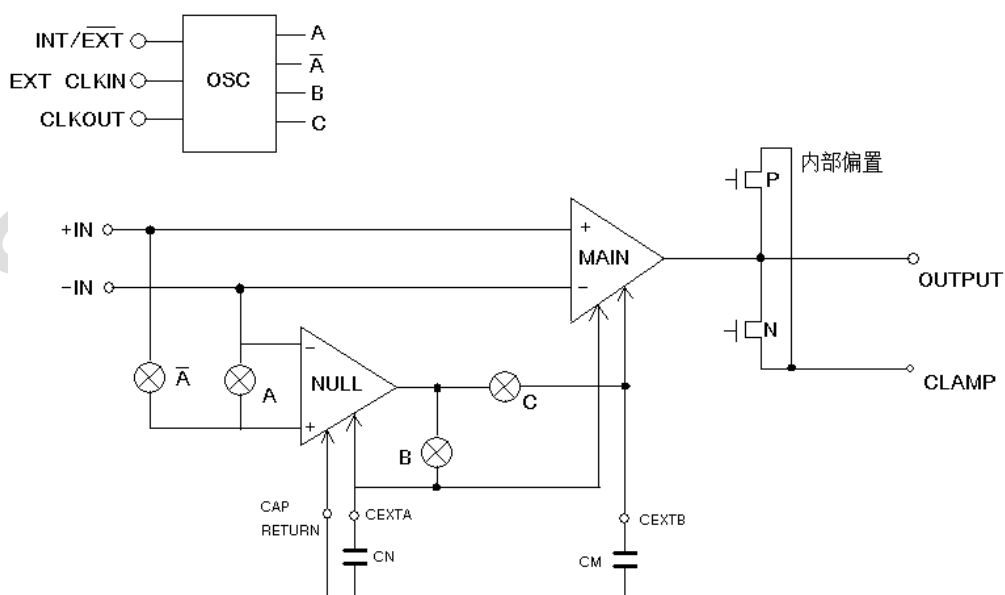 INT/E̅X̅T̅
EXT CLKIN
CLKOUT
OSC
A
A̅
B
C
内部偏置
P
+IN
−IN
+
−
MAIN
OUTPUT
N
CLAMP
A̅
A
−
NULL
+
C
B
CAP
RETURN
CEXTA
CEXTB
CN
CM